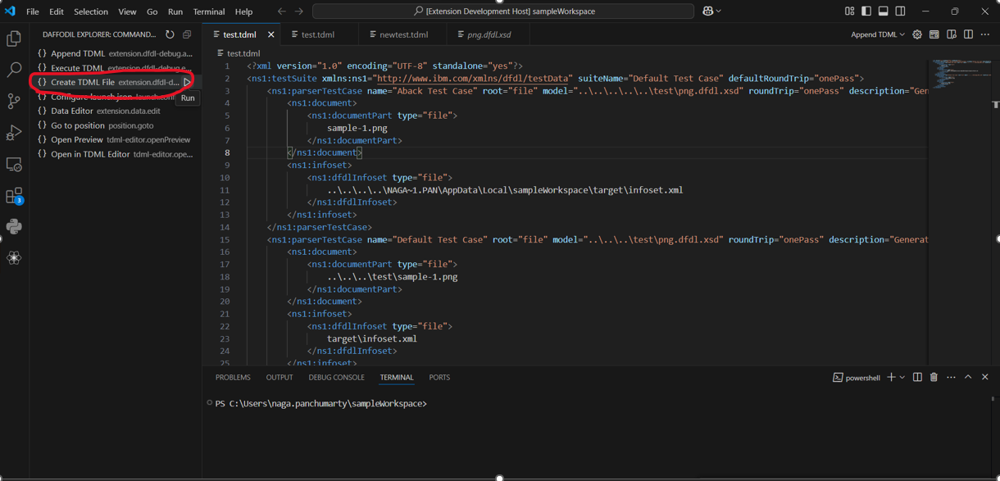 File Edit Selection View Go Run Terminal Help
[Extension Development Host] sampleWorkspace
DAFFODIL EXPLORER: COMMAND...
{} Append TDML extension.dfdl-debug.a...
{} Execute TDML extension.dfdl-debug.e...
{} Create TDML File extension.dfdl-d...
{} Configure launch.json launch.conf
Run
{} Data Editor extension.data.edit
{} Go to position position.goto
{} Open Preview tdml-editor.openPreview
{} Open in TDML Editor tdml-editor.ope...
3
test.tdml
test.tdml
newtest.tdml
png.dfdl.xsd
Append TDML
test.tdml
1 <?xml version="1.0" encoding="UTF-8" standalone="yes"?>
2 <ns1:testSuite xmlns:ns1="http://www.ibm.com/xmlns/dfdl/testData" suiteName="Default Test Case" defaultRoundTrip="onePass">
3 <ns1:parserTestCase name="Aback Test Case" root="file" model="..\..\..\..\..\test\png.dfdl.xsd" roundTrip="onePass" description="Gen
4 <ns1:document>
5 <ns1:documentPart type="file">
6 sample-1.png
7 </ns1:documentPart>
8 </ns1:document>
9 <ns1:infoset>
10 <ns1:dfdlInfoset type="file">
11 ..\..\..\..\NAGA~1.PAN\AppData\Local\sampleWorkspace\target\infoset.xml
12 </ns1:dfdlInfoset>
13 </ns1:infoset>
14 </ns1:parserTestCase>
15 <ns1:parserTestCase name="Default Test Case" root="file" model="..\..\..\test\png.dfdl.xsd" roundTrip="onePass" description="Generat
16 <ns1:document>
17 <ns1:documentPart type="file">
18 ..\..\..\test\sample-1.png
19 </ns1:documentPart>
20 </ns1:document>
21 <ns1:infoset>
22 <ns1:dfdlInfoset type="file">
23 target\infoset.xml
24 </ns1:dfdlInfoset>
25 </ns1:infoset>
PROBLEMS OUTPUT DEBUG CONSOLE TERMINAL PORTS
powershell
PS C:\Users\naga.panchumarty\sampleWorkspace>